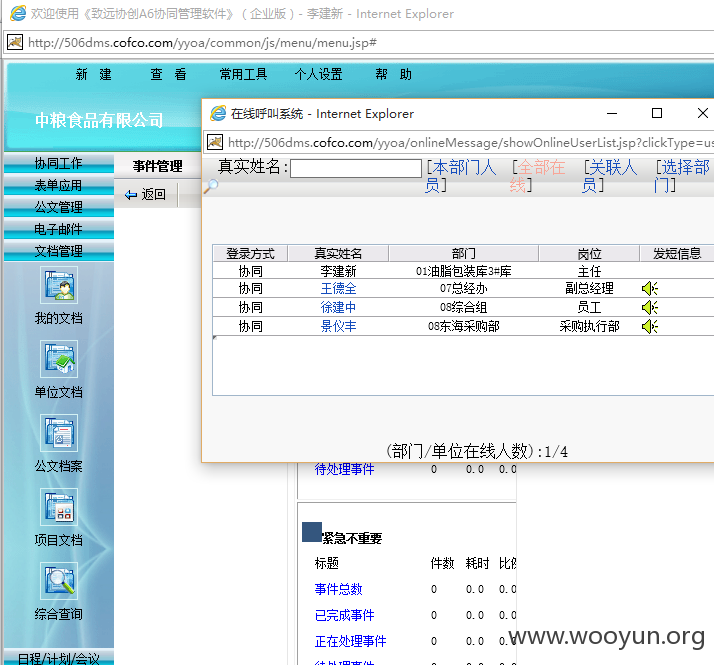 欢迎使用《致远协创A6协同管理软件》（企业版）- 李建新 - Internet Explorer
http://506dms.cofco.com/yyoa/common/js/menu/menu.jsp#
新 建 查 看 常用工具 个人设置 帮 助
中粮食品有限公司
在线呼叫系统 - Internet Explorer
http://506dms.cofco.com/yyoa/onlineMessage/showOnlineUserList.jsp?clickType=us
真实姓名: [本部门人员] [全部在线] [关联人员] [选择部门]
协同工作
表单应用
公文管理
电子邮件
文档管理
我的文档
单位文档
公文档案
项目文档
综合查询
日程/计划/会议
事件管理
返回
登录方式 真实姓名 部门 岗位 发短信息
协同 李建新 01油脂包装库3#库 主任
协同 王德全 07总经办 副总经理
协同 徐建中 08综合组 员工
协同 景仪丰 08东海采购部 采购执行部
(部门/单位在线人数):1/4
待处理事件 0 0.0 0.0
紧急不重要
标题 件数 耗时 比例
事件总数 0 0.0 0.0
已完成事件 0 0.0 0.0
正在处理事件 0 0.0 0.0
待处理事件 0 0.0 0.0
www.wooyun.org